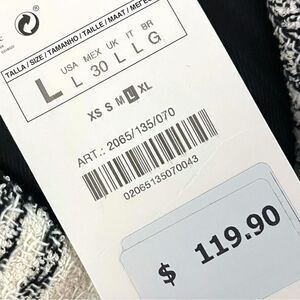 TALLA / SIZE / TAMANHO / TAILLE / MAAT /
USA MEX UK IT BR
L L 30 L L G
XS S M L XL
ART.: 2065/135/070
02065135070043
$ 119.90